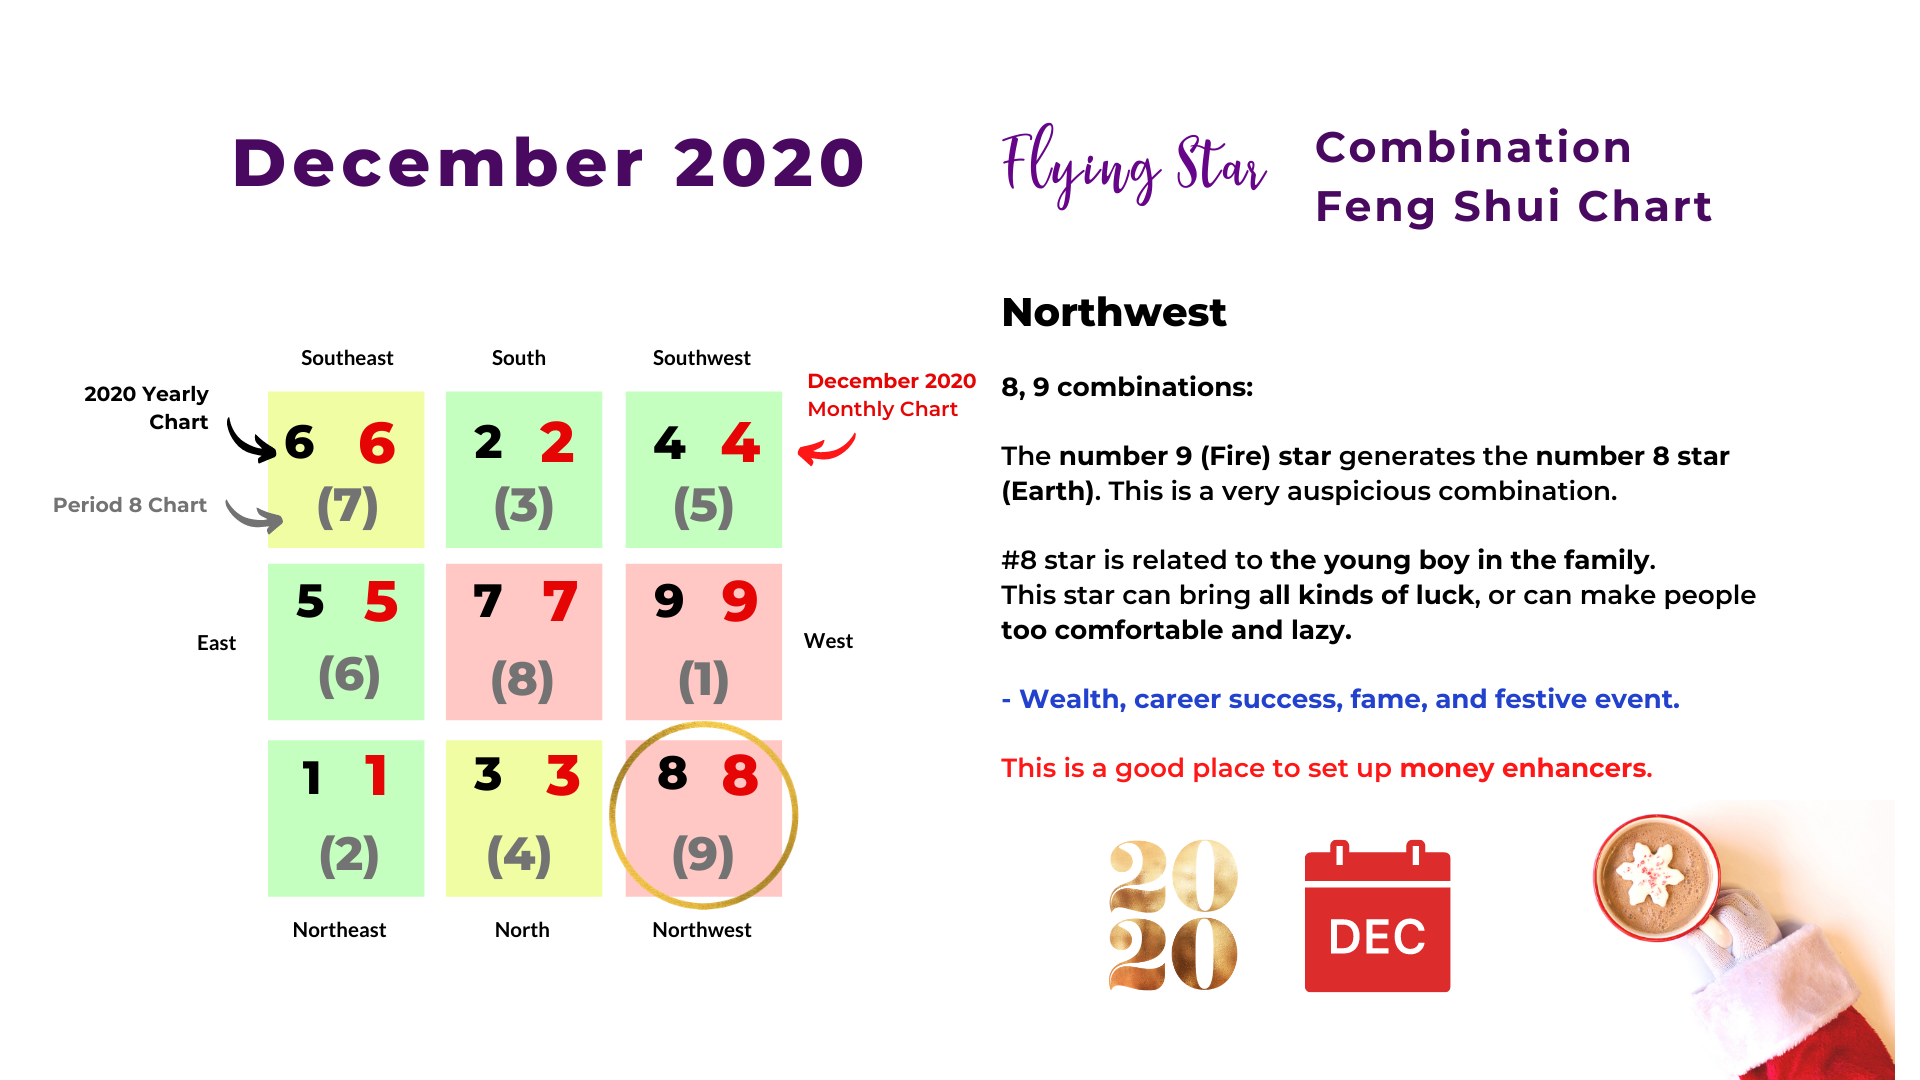 December 2020
Flying Star
Combination
Feng Shui Chart
Southeast South Southwest
2020 Yearly
Chart
December 2020
Monthly Chart
Period 8 Chart
6 6 2 2 4 4
(7) (3) (5)
East
5 5 7 7 9 9
(6) (8) (1)
West
1 1 3 3 8 8
(2) (4) (9)
Northeast North Northwest
Northwest
8, 9 combinations:
The number 9 (Fire) star generates the number 8 star
(Earth). This is a very auspicious combination.
#8 star is related to the young boy in the family.
This star can bring all kinds of luck, or can make people
too comfortable and lazy.
- Wealth, career success, fame, and festive event.
This is a good place to set up money enhancers.
20
20
DEC